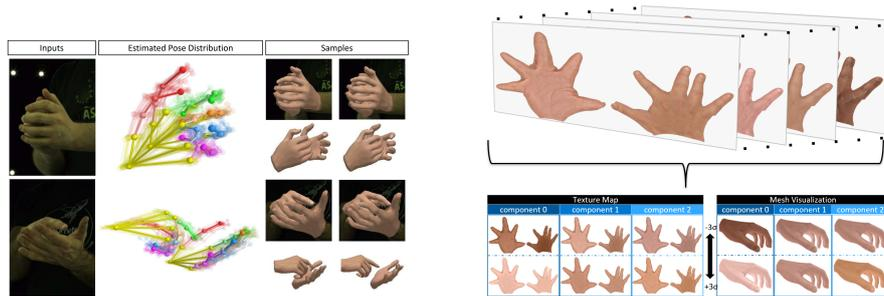 Inputs
Estimated Pose Distribution
Samples
Texture Map
component 0
component 1
component 2
Mesh Visualization
component 0
component 1
component 2
-3σ
+3σ